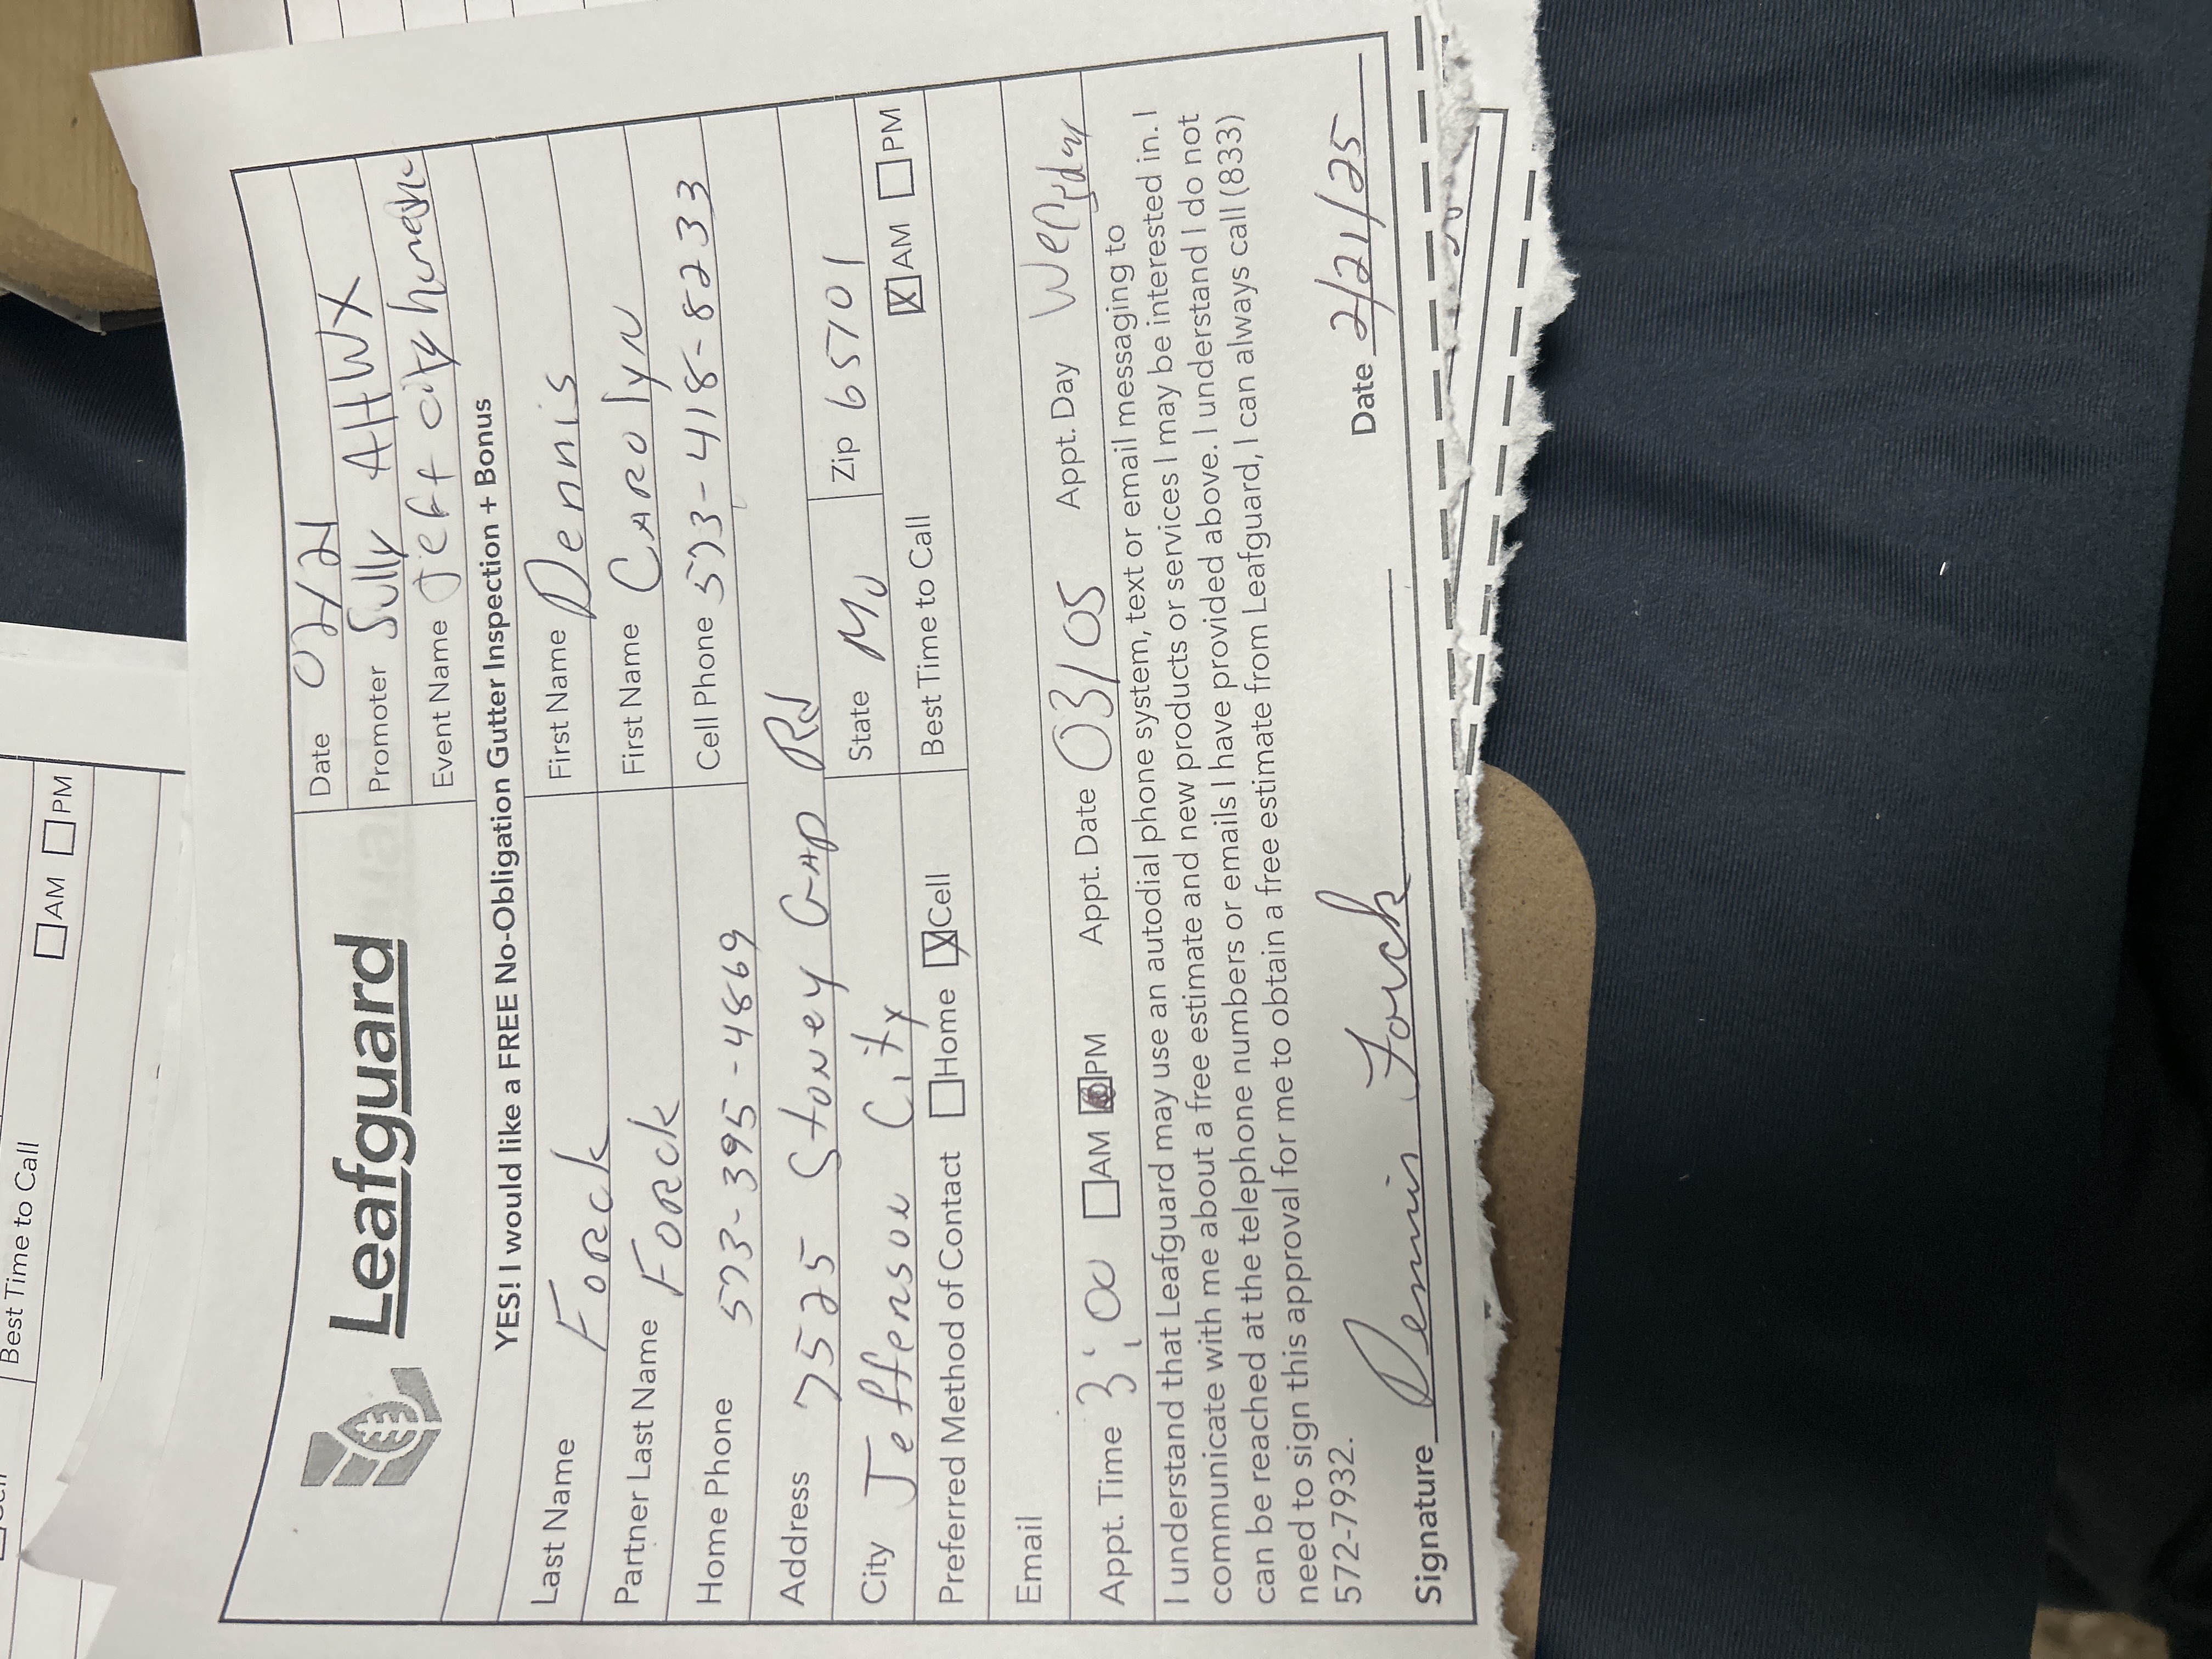 Best Time to Call AM PM
Leafguard
Date 02/21
Promoter Sully AHWX
Event Name Jeff city
YES! I would like a FREE No-Obligation Gutter Inspection + Bonus
Last Name Forck First Name Dennis
Partner Last Name Forck First Name Carolyn
Home Phone 573-395-4869 Cell Phone 573-418-8233
Address 7525 Stoney Gap Rd
City Jefferson City State Mo Zip 65101
Preferred Method of Contact Home X Cell Best Time to Call X AM PM
Email
Appt. Time 3:00 AM PM Appt. Date 03/05 Appt. Day
I understand that Leafguard may use an autodial phone system, text or email messaging to
communicate with me about a free estimate and new products or services I may be interested in. I
can be reached at the telephone numbers or emails I have provided above. I understand I do not
need to sign this approval for me to obtain a free estimate from Leafguard, I can always call (833)
572-7932.
Signature Dennis Forck Date 2/21/25